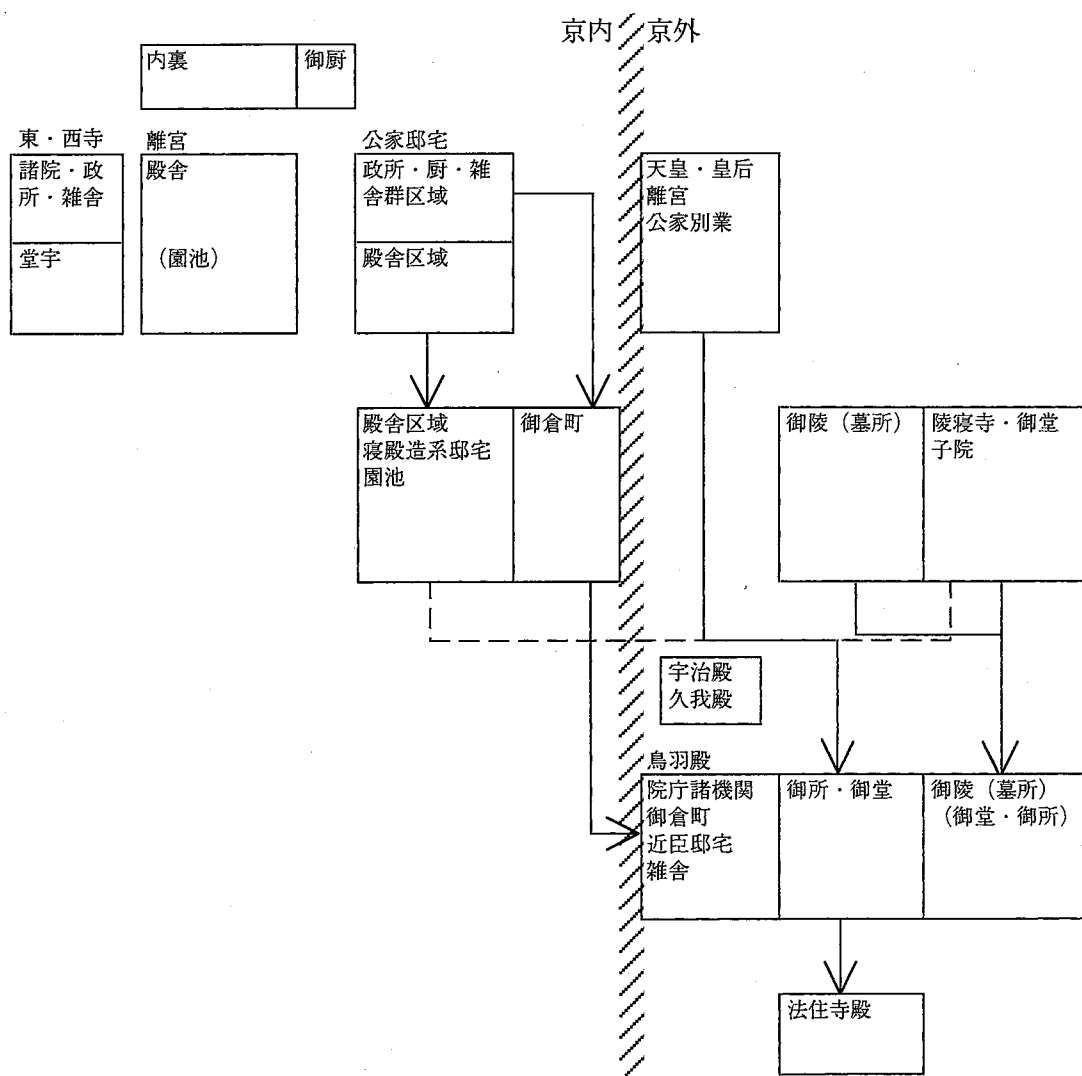 京内
京外
内裏
御厨
東・西寺
諸院・政
所・雑舎
堂宇
離宮
殿舎
（園池）
公家邸宅
政所・厨・雑
舎群区域
殿舎区域
天皇・皇后
離宮
公家別業
殿舎区域
寝殿造系邸宅
園池
御倉町
御陵（墓所）
陵寝寺・御堂
子院
宇治殿
久我殿
鳥羽殿
院庁諸機関
御倉町
近臣邸宅
雑舎
御所・御堂
御陵（墓所）
（御堂・御所）
法住寺殿